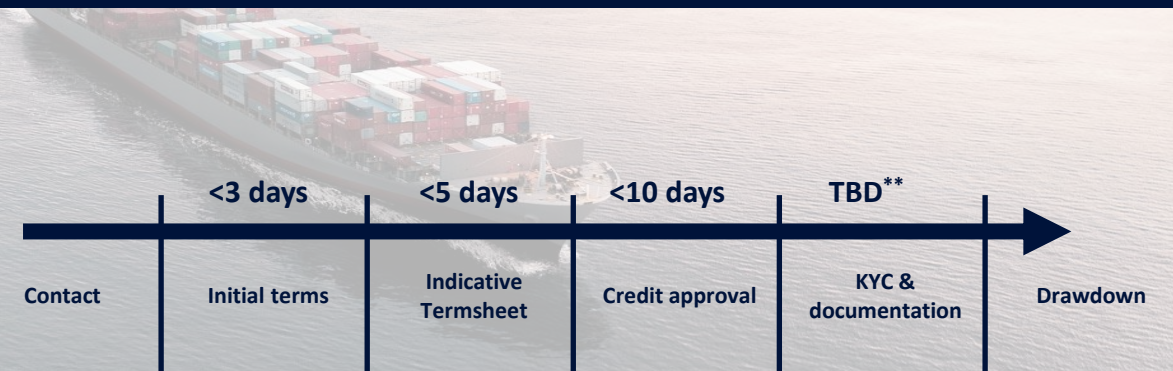 <3 days
<5 days
<10 days
TBD**
Contact
Initial terms
Indicative
Termsheet
Credit approval
KYC &
documentation
Drawdown